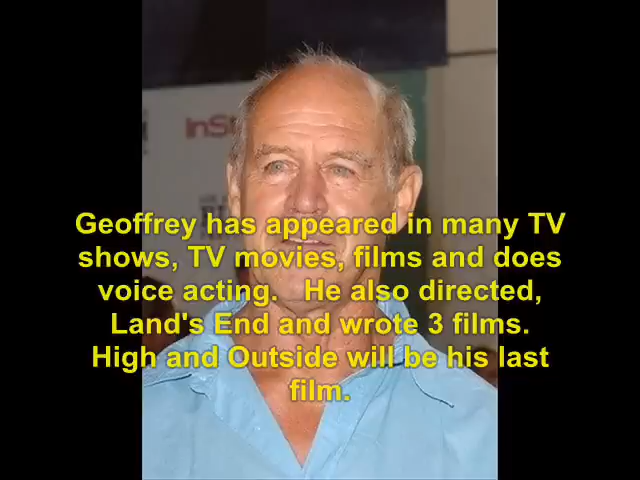 InSt
Geoffrey has appeared in many TV
shows, TV movies, films and does
voice acting. He also directed,
Land's End and wrote 3 films.
High and Outside will be his last
film.